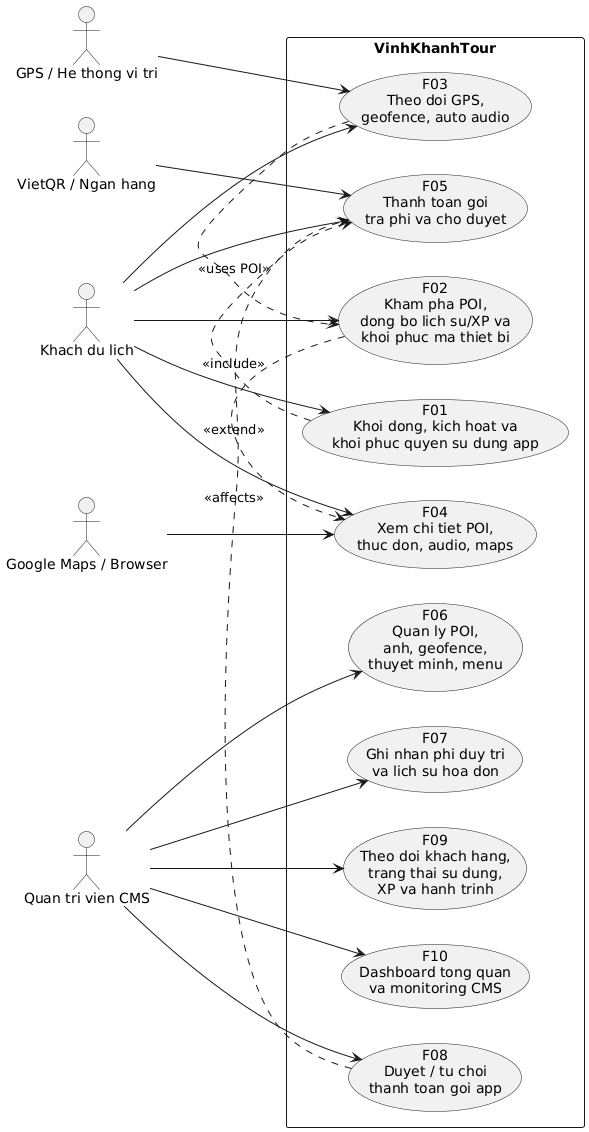 GPS / He thong vi tri
VinhKhanhTour
F03
Theo doi GPS,
geofence, auto audio
VietQR / Ngan hang
F05
Thanh toan goi
tra phi va cho duyet
«uses POI»
F02
Kham pha POI,
dong bo lich su/XP va
khoi phuc ma thiet bi
Khach du lich
«include»
F01
Khoi dong, kich hoat va
khoi phuc quyen su dung app
«extend»
«affects»
F04
Xem chi tiet POI,
thuc don, audio, maps
Google Maps / Browser
F06
Quan ly POI,
anh, geofence,
thuyet minh, menu
F07
Ghi nhan phi duy tri
va lich su hoa don
F09
Theo doi khach hang,
trang thai su dung,
XP va hanh trinh
Quan tri vien CMS
F10
Dashboard tong quan
va monitoring CMS
F08
Duyet / tu choi
thanh toan goi app